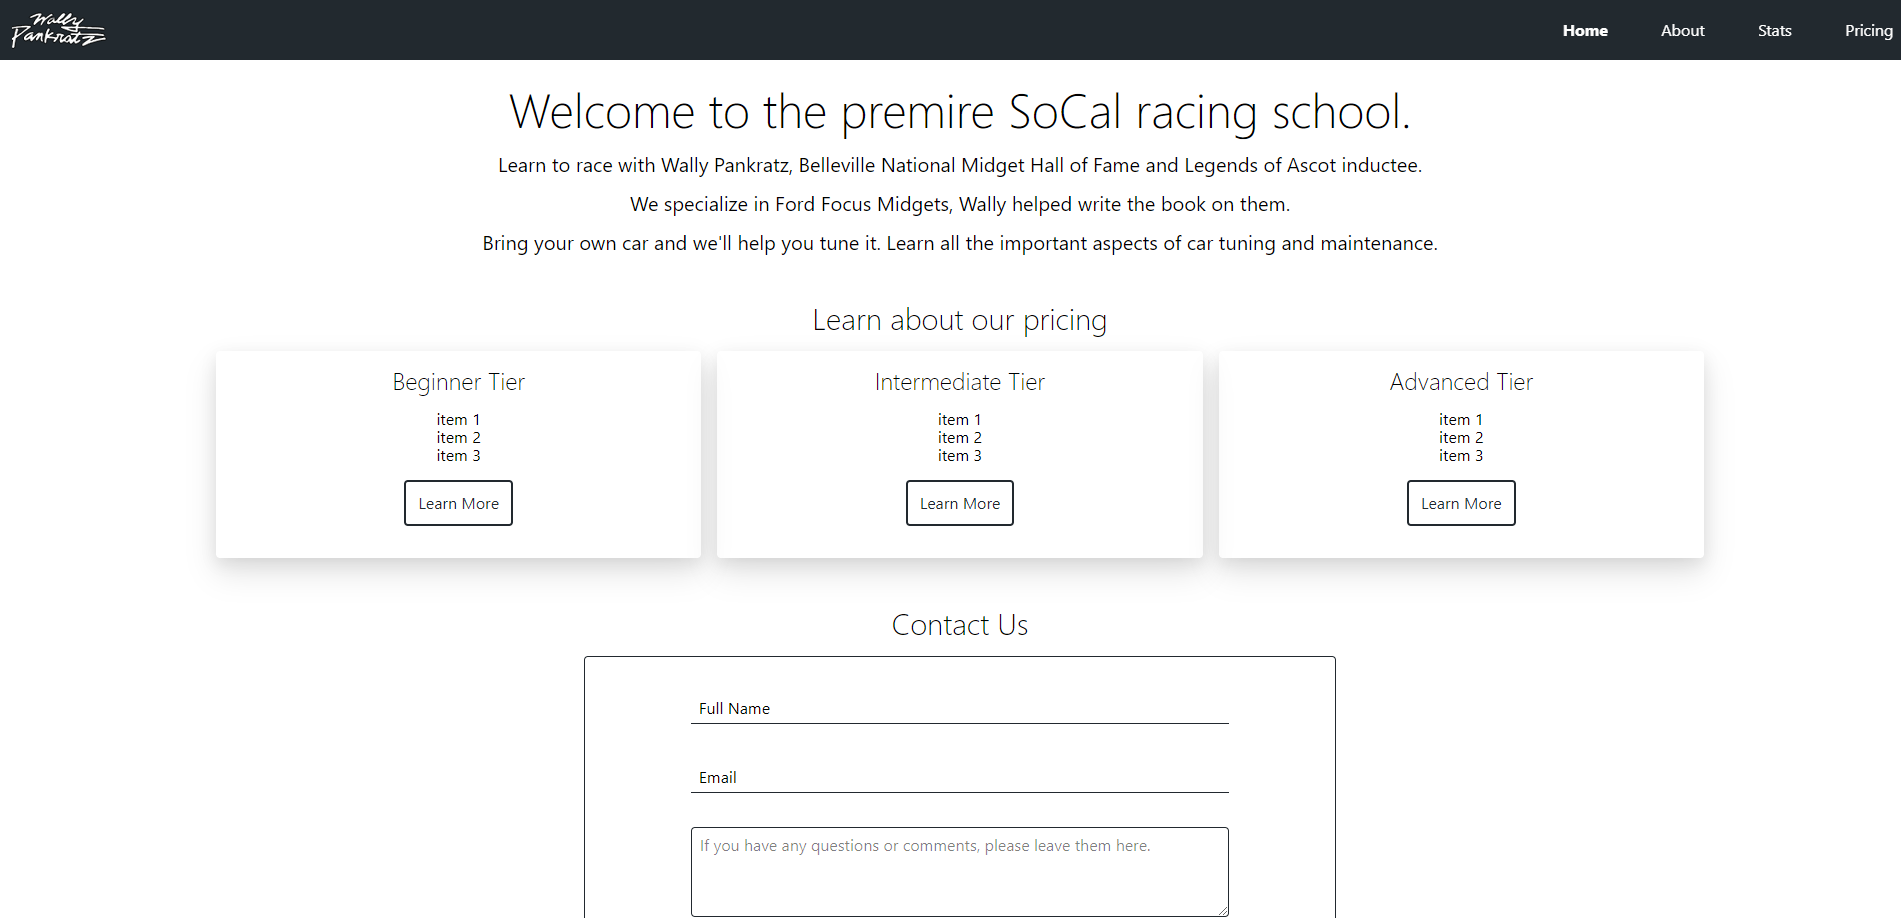 Wally
Pankratz
Home About Stats Pricing
Welcome to the premire SoCal racing school.
Learn to race with Wally Pankratz, Belleville National Midget Hall of Fame and Legends of Ascot inductee.
We specialize in Ford Focus Midgets, Wally helped write the book on them.
Bring your own car and we'll help you tune it. Learn all the important aspects of car tuning and maintenance.
Learn about our pricing
Beginner Tier
item 1
item 2
item 3
Learn More
Intermediate Tier
item 1
item 2
item 3
Learn More
Advanced Tier
item 1
item 2
item 3
Learn More
Contact Us
Full Name
Email
If you have any questions or comments, please leave them here.